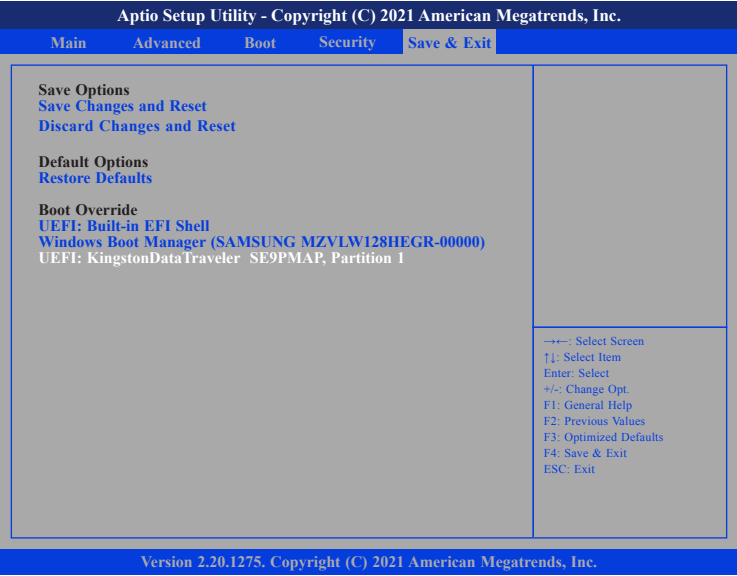 Aptio Setup Utility - Copyright (C) 2021 American Megatrends, Inc.
Main Advanced Boot Security Save & Exit
Save Options
Save Changes and Reset
Discard Changes and Reset
Default Options
Restore Defaults
Boot Override
UEFI: Built-in EFI Shell
Windows Boot Manager (SAMSUNG MZVLW128HEGR-00000)
UEFI: KingstonDataTraveler SE9PMAP, Partition 1
→←: Select Screen
↑↓: Select Item
Enter: Select
+/-: Change Opt.
F1: General Help
F2: Previous Values
F3: Optimized Defaults
F4: Save & Exit
ESC: Exit
Version 2.20.1275. Copyright (C) 2021 American Megatrends, Inc.